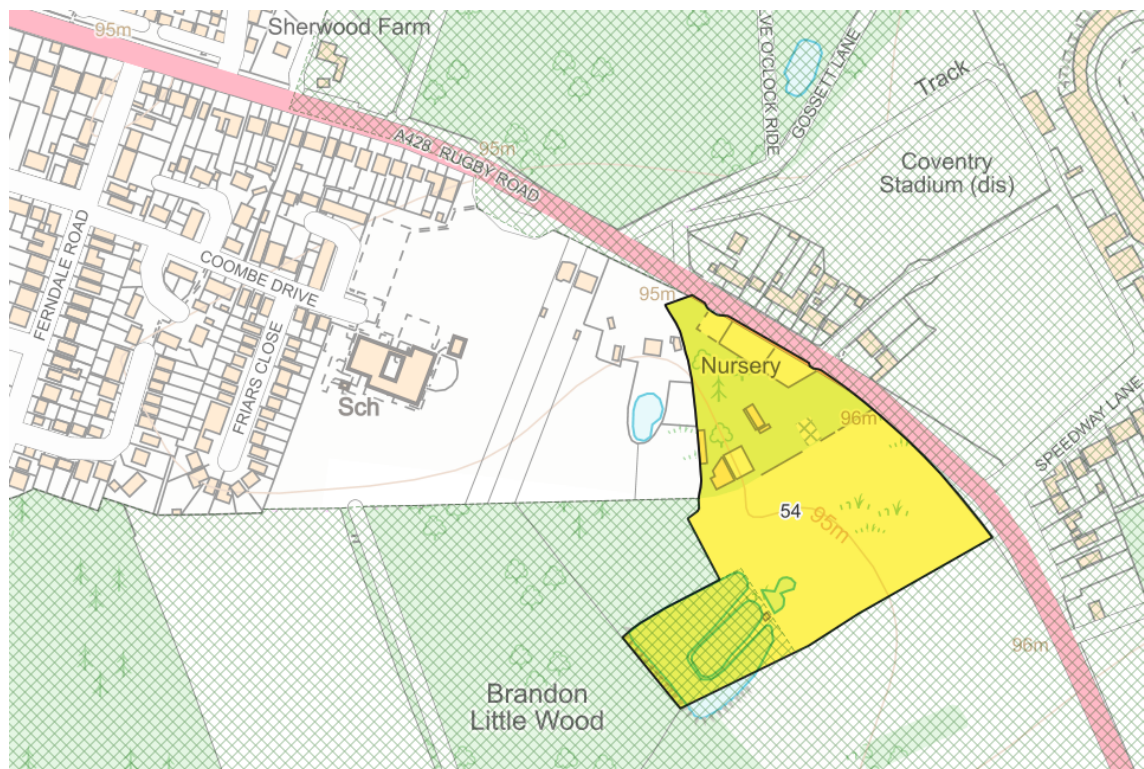 95m
Sherwood Farm
VE O'CLOCK RIDE
GOSSETT LANE
Track
A428 RUGBY ROAD
95m
Coventry
Stadium (dis)
FERNDALE ROAD
COOMBE DRIVE
FRIARS CLOSE
Sch
95m
Nursery
96m
SPEEDWAY LANE
54
95m
96m
Brandon
Little Wood